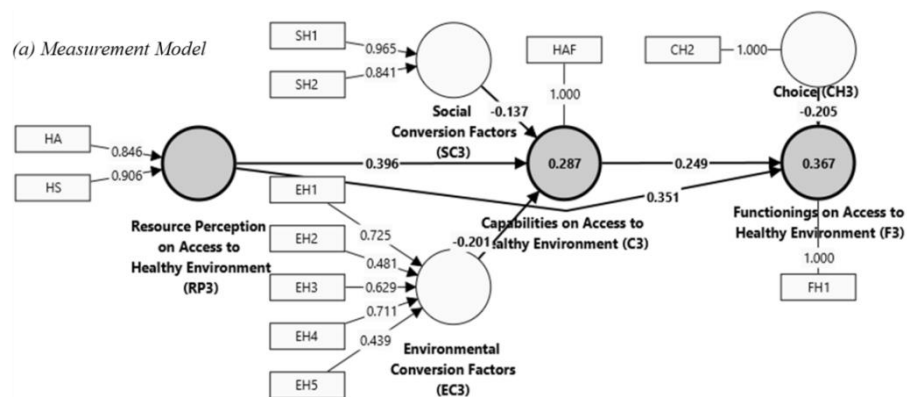 (a) Measurement Model
SH1
0.965
SH2
0.841
Social
Conversion Factors
(SC3)
-0.137
HAF
1.000
CH2
1.000
Choice (CH3)
-0.205
HA
0.846
HS
0.906
Resource Perception
on Access to
Healthy Environment
(RP3)
0.396
0.287
0.249
0.367
0.351
Capabilities on Access to
ealthy Environment (C3)
Functionings on Access to
Healthy Environment (F3)
1.000
FH1
EH1
0.725
EH2
0.481
EH3
0.629
EH4
0.711
EH5
0.439
-0.201
Environmental
Conversion Factors
(EC3)